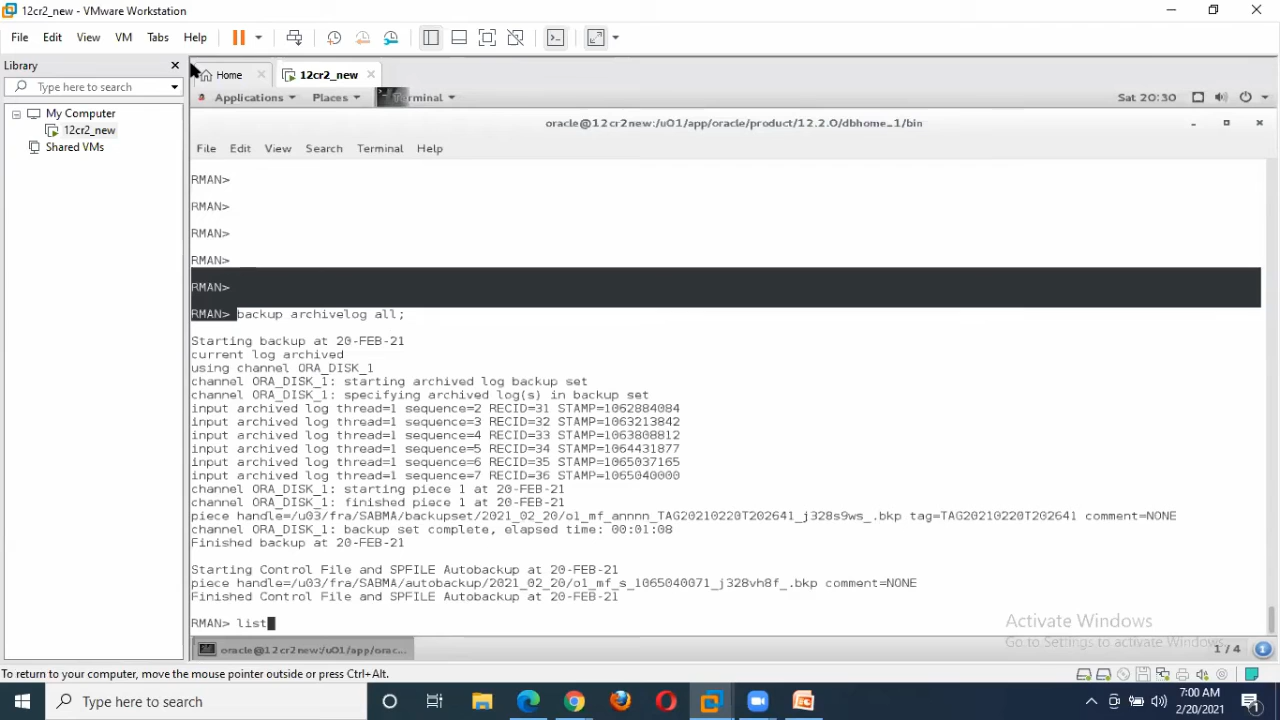 12cr2_new - VMware Workstation
File Edit View VM Tabs Help
Library
Type here to search
My Computer
12cr2_new
Shared VMs
Home
12cr2_new
Applications Places Terminal Sat 20:30
oracle@12cr2new:/u01/app/oracle/product/12.2.0/dbhome_1/bin
File Edit View Search Terminal Help
RMAN>
RMAN>
RMAN>
RMAN>
RMAN>
RMAN> backup archivelog all;
Starting backup at 20-FEB-21
current log archived
using channel ORA_DISK_1
channel ORA_DISK_1: starting archived log backup set
channel ORA_DISK_1: specifying archived log(s) in backup set
input archived log thread=1 sequence=2 RECID=31 STAMP=1062884084
input archived log thread=1 sequence=3 RECID=32 STAMP=1063213842
input archived log thread=1 sequence=4 RECID=33 STAMP=1063808812
input archived log thread=1 sequence=5 RECID=34 STAMP=1064431877
input archived log thread=1 sequence=6 RECID=35 STAMP=1065037165
input archived log thread=1 sequence=7 RECID=36 STAMP=1065040000
channel ORA_DISK_1: starting piece 1 at 20-FEB-21
channel ORA_DISK_1: finished piece 1 at 20-FEB-21
piece handle=/u03/fra/SABMA/backupset/2021_02_20/o1_mf_annnn_TAG20210220T202641_j328s9ws_.bkp tag=TAG20210220T202641 comment=NONE
channel ORA_DISK_1: backup set complete, elapsed time: 00:01:08
Finished backup at 20-FEB-21
Starting Control File and SPFILE Autobackup at 20-FEB-21
piece handle=/u03/fra/SABMA/autobackup/2021_02_20/o1_mf_s_1065040071_j328vh8f_.bkp comment=NONE
Finished Control File and SPFILE Autobackup at 20-FEB-21
RMAN> list
Activate Windows
Go to Settings to activate Windows.
oracle@12cr2new:/u01/app/orac...
1 / 4
To return to your computer, move the mouse pointer outside or press Ctrl+Alt.
Type here to search
7:00 AM
2/20/2021